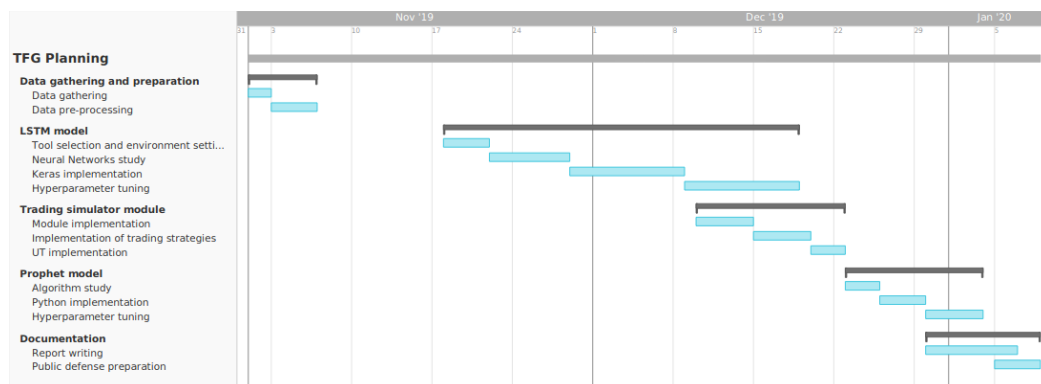 Nov '19 Dec '19 Jan '20
31 3 10 17 24 1 8 15 22 29 5
TFG Planning
Data gathering and preparation
Data gathering
Data pre-processing
LSTM model
Tool selection and environment setti...
Neural Networks study
Keras implementation
Hyperparameter tuning
Trading simulator module
Module implementation
Implementation of trading strategies
UT implementation
Prophet model
Algorithm study
Python implementation
Hyperparameter tuning
Documentation
Report writing
Public defense preparation